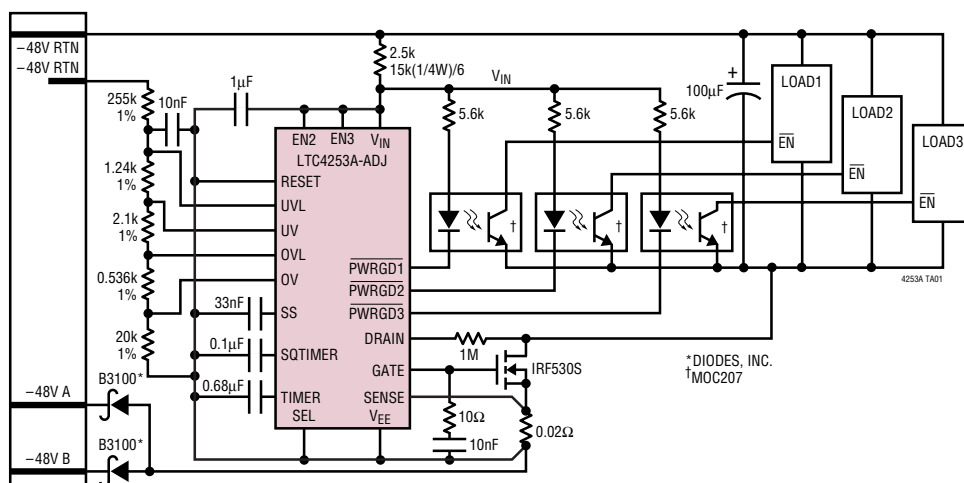 −48V RTN
−48V RTN
255k
1%
10nF
1µF
2.5k
15k(1/4W)/6
VIN
5.6k
5.6k
5.6k
+
100µF
LOAD1
LOAD2
LOAD3
EN
EN
EN
EN2
EN3
VIN
LTC4253A-ADJ
1.24k
1%
2.1k
1%
0.536k
1%
20k
1%
RESET
UVL
UV
OVL
OV
33nF
SS
0.1µF
SQTIMER
0.68µF
TIMER
SEL
VEE
PWRGD1
PWRGD2
PWRGD3
DRAIN
GATE
SENSE
†
†
†
1M
IRF530S
10Ω
10nF
0.02Ω
−48V A
B3100*
−48V B
B3100*
*DIODES, INC.
†MOC207
4253A TA01